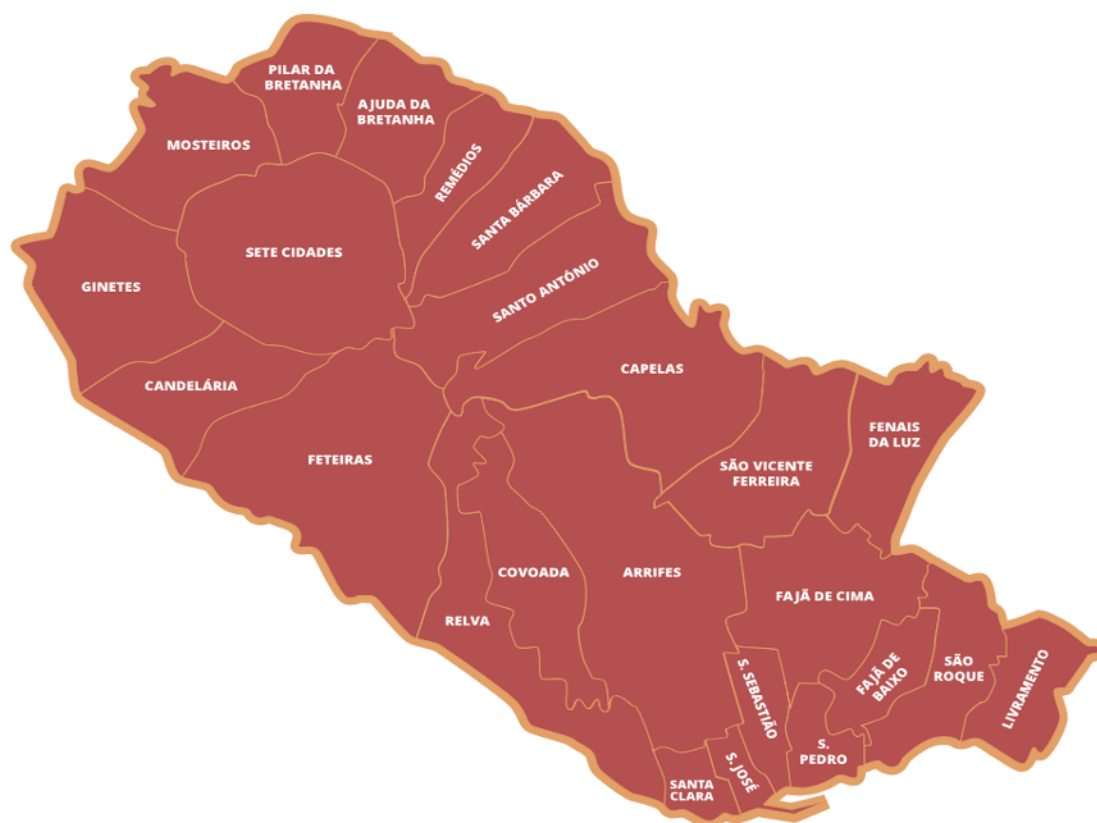 PILAR DA
BRETANHA
AJUDA DA
BRETANHA
MOSTEIROS
REMÉDIOS
SANTA BÁRBARA
SETE CIDADES
GINETES
SANTO ANTÓNIO
CANDELÁRIA
CAPELAS
FETEIRAS
FENAIS
DA LUZ
SÃO VICENTE
FERREIRA
COVOADA
ARRIFES
FAJÃ DE CIMA
RELVA
S. SEBASTIÃO
FAJÃ DE
BAIXO
SÃO
ROQUE
LIVRAMENTO
S.
PEDRO
S. JOSÉ
SANTA
CLARA